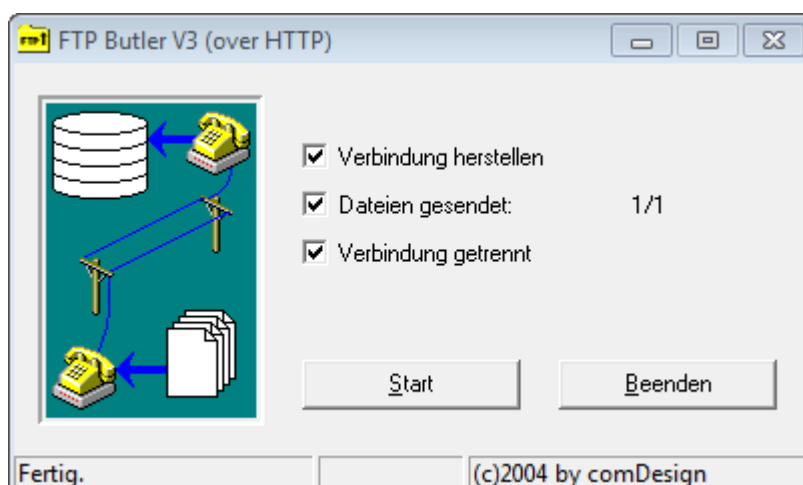 FTP Butler V3 (over HTTP)
Verbindung herstellen
Dateien gesendet: 1/1
Verbindung getrennt
Start Beenden
Fertig. (c)2004 by comDesign